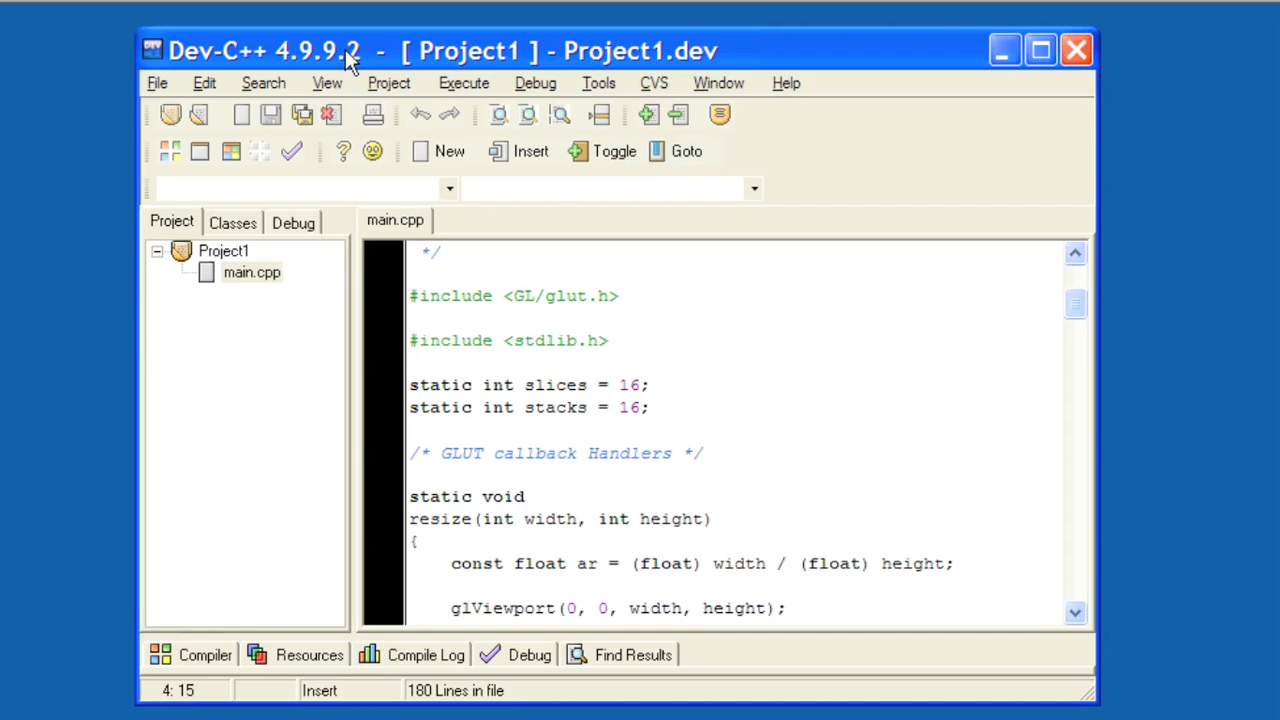 Dev-C++ 4.9.9.2 - [ Project1 ] - Project1.dev
File Edit Search View Project Execute Debug Tools CVS Window Help
New Insert Toggle Goto
Project Classes Debug
main.cpp
Project1
main.cpp
*/
#include <GL/glut.h>
#include <stdlib.h>
static int slices = 16;
static int stacks = 16;
/* GLUT callback Handlers */
static void
resize(int width, int height)
{
const float ar = (float) width / (float) height;
glViewport(0, 0, width, height);
Compiler Resources Compile Log Debug Find Results
4: 15 Insert 180 Lines in file